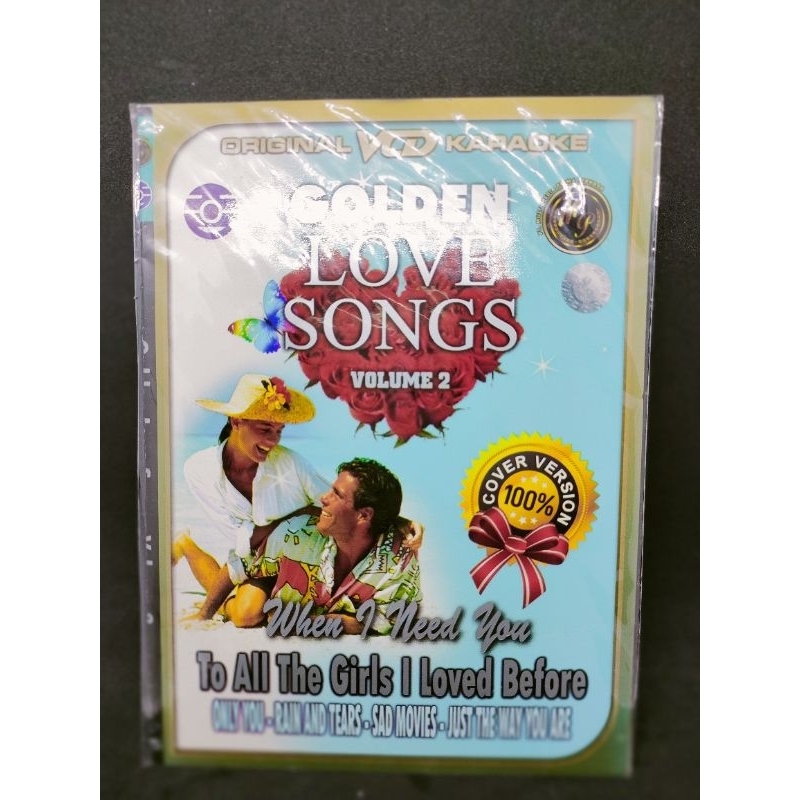 ORIGINAL VCD KARAOKE
GOLDEN
LOVE
SONGS
VOLUME 2
COVER VERSION
100%
When I Need You
To All The Girls I Loved Before
ONLY YOU - RAIN AND TEARS - SAD MOVIES - JUST THE WAY YOU ARE